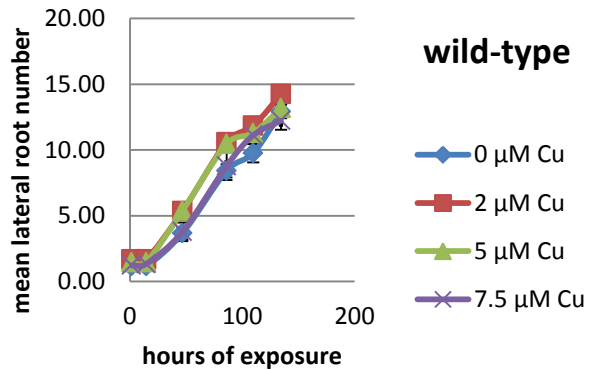 wild-type
mean lateral root number
20.00
15.00
10.00
5.00
0.00
0
100
200
hours of exposure
0 μM Cu
2 μM Cu
5 μM Cu
7.5 μM Cu